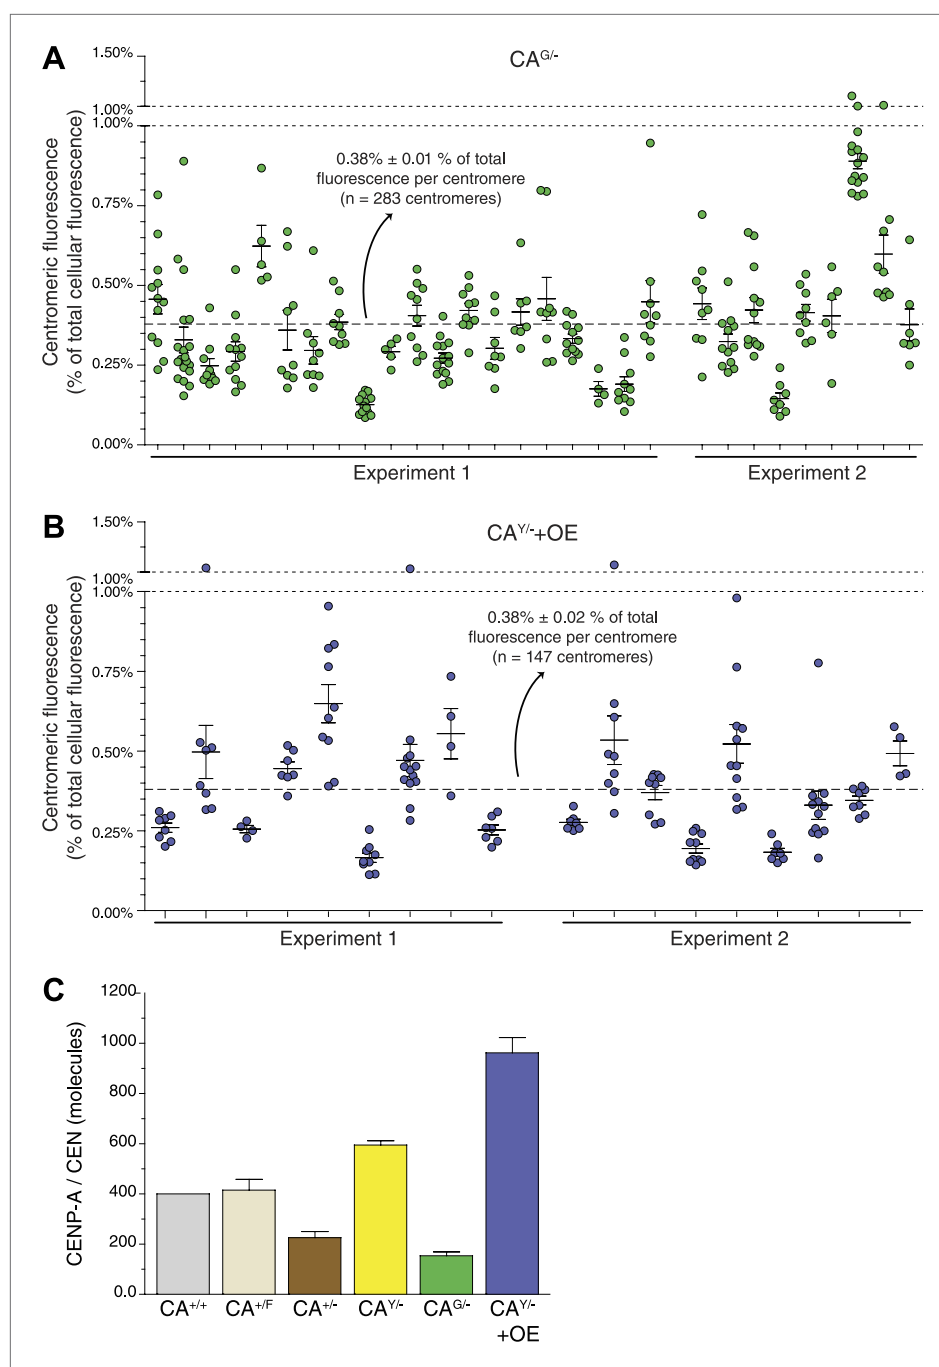 A
CA^G/-
1.50%
1.00%
1.00%
0.75%
0.50%
0.25%
0.00%
Centromeric fluorescence
(% of total cellular fluorescence)
0.38% ± 0.01 % of total
fluorescence per centromere
(n = 283 centromeres)
Experiment 1
Experiment 2
B
CA^Y/-+OE
1.50%
1.00%
1.00%
0.75%
0.50%
0.25%
0.00%
Centromeric fluorescence
(% of total cellular fluorescence)
0.38% ± 0.02 % of total
fluorescence per centromere
(n = 147 centromeres)
Experiment 1
Experiment 2
C
CENP-A / CEN (molecules)
1200
1000
800
600
400
200
0.0
CA^+/+
CA^+/F
CA^+/-
CA^Y/-
CA^G/-
CA^Y/-
+OE